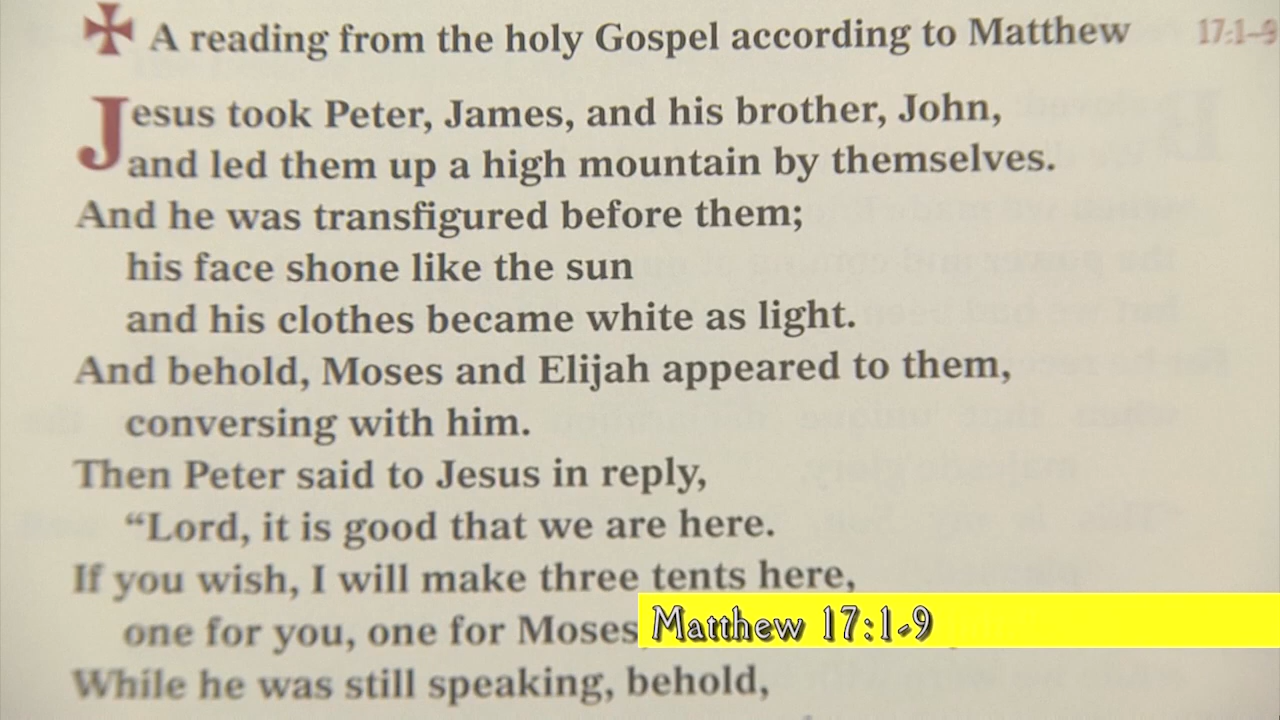 ✠ A reading from the holy Gospel according to Matthew 17:1–9
Jesus took Peter, James, and his brother, John,
and led them up a high mountain by themselves.
And he was transfigured before them;
his face shone like the sun
and his clothes became white as light.
And behold, Moses and Elijah appeared to them,
conversing with him.
Then Peter said to Jesus in reply,
“Lord, it is good that we are here.
If you wish, I will make three tents here,
one for you, one for Moses,
Matthew 17:1-9
While he was still speaking, behold,